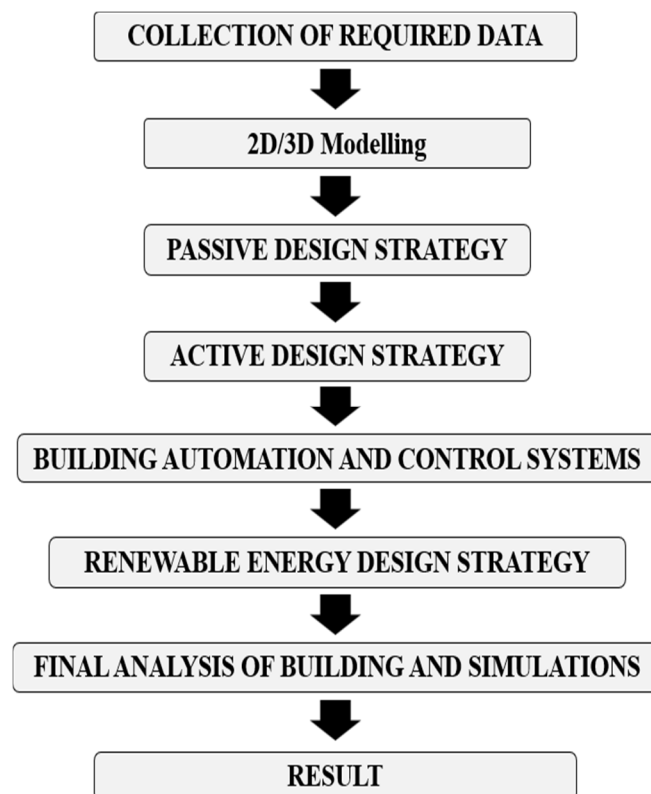 COLLECTION OF REQUIRED DATA
2D/3D Modelling
PASSIVE DESIGN STRATEGY
ACTIVE DESIGN STRATEGY
BUILDING AUTOMATION AND CONTROL SYSTEMS
RENEWABLE ENERGY DESIGN STRATEGY
FINAL ANALYSIS OF BUILDING AND SIMULATIONS
RESULT